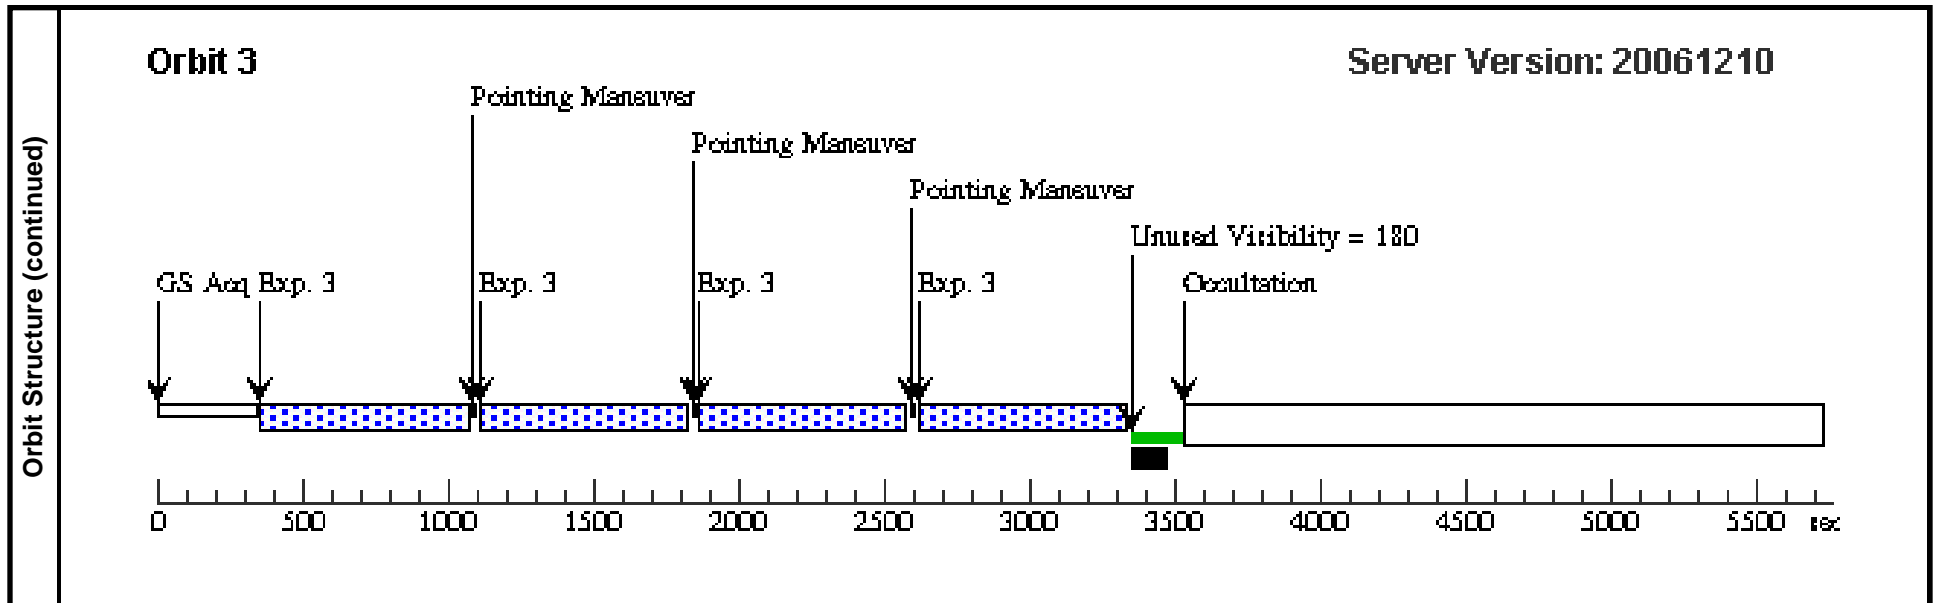 Orbit Structure (continued)
Orbit 3
Server Version: 20061210
Pointing Maneuver
Pointing Maneuver
Pointing Maneuver
Unused Visibility = 180
GS Acq Exp. 3 Exp. 3 Exp. 3 Exp. 3 Occultation
0 500 1000 1500 2000 2500 3000 3500 4000 4500 5000 5500 sec